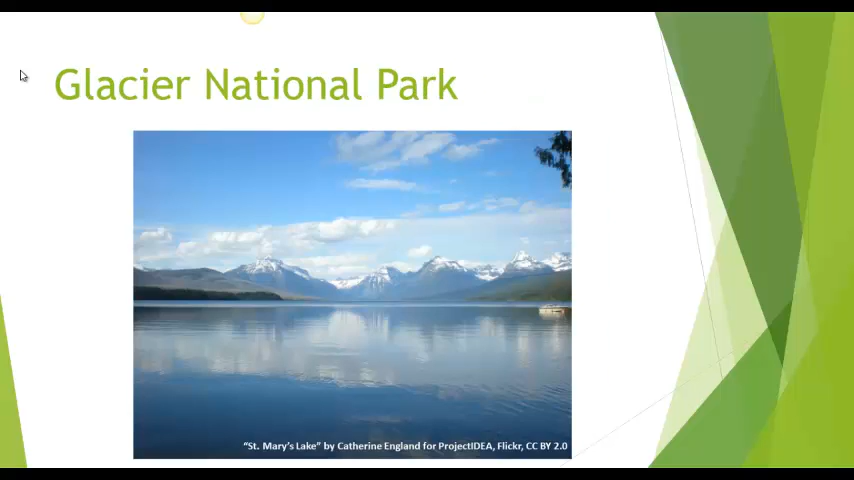 Glacier National Park
“St. Mary’s Lake” by Catherine England for ProjectIDEA, Flickr, CC BY 2.0